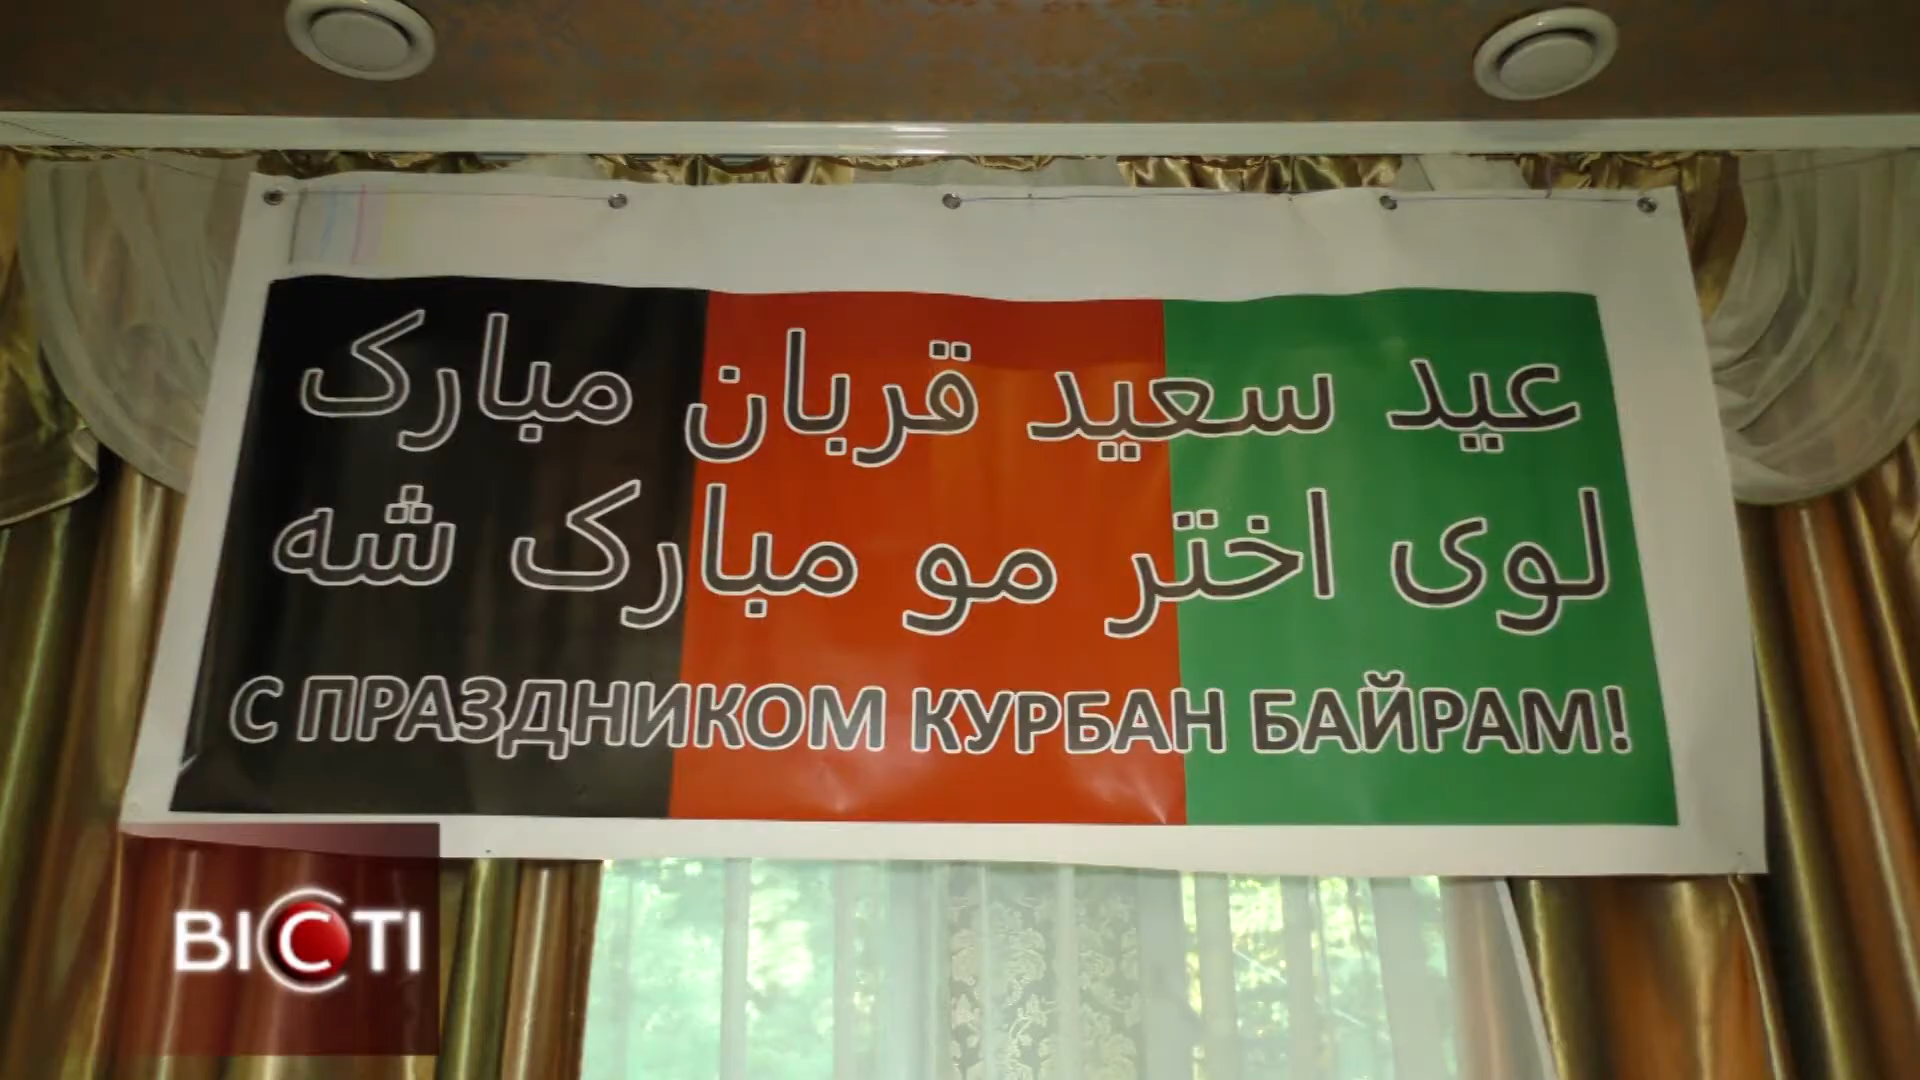 عید سعید قربان مبارک
لوی اختر مو مبارک شه
С ПРАЗДНИКОМ КУРБАН БАЙРАМ!
ВІСТІ